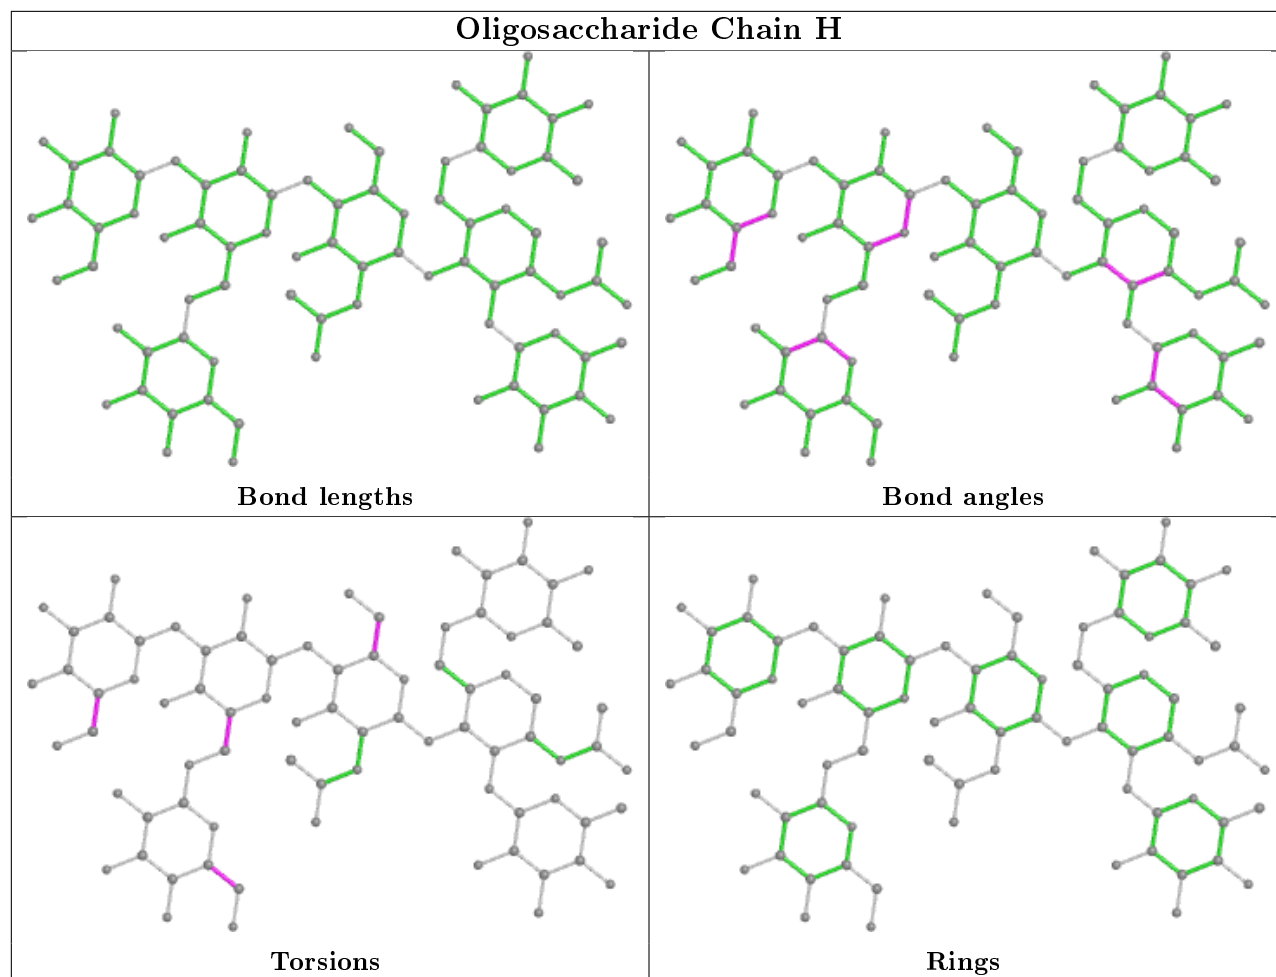 Oligosaccharide Chain H
Bond lengths
Bond angles
Torsions
Rings